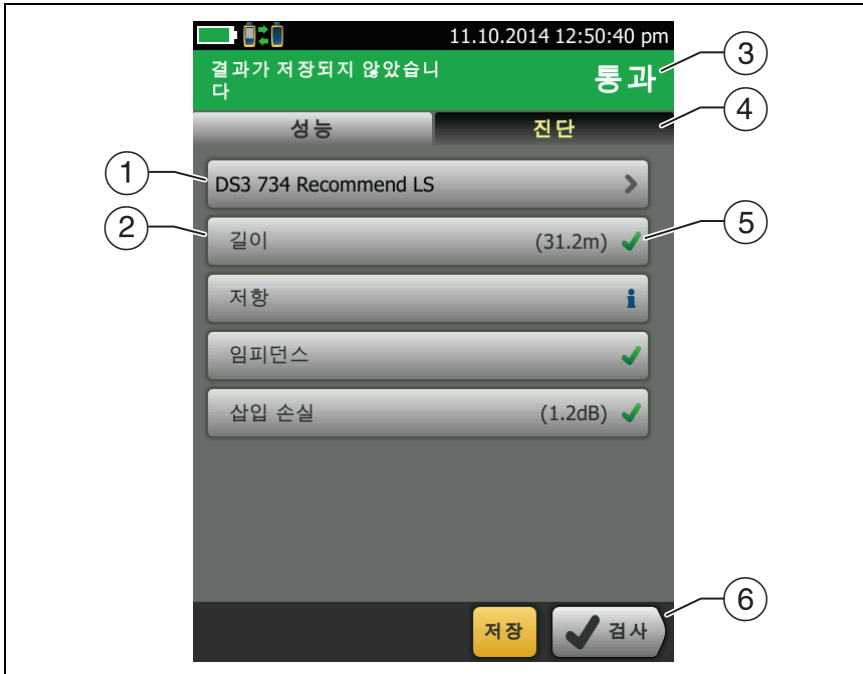 11.10.2014 12:50:40 pm
결과가 저장되지 않았습니
다
통과
성능
진단
DS3 734 Recommend LS
길이 (31.2m)
저항
임피던스
삽입 손실 (1.2dB)
저장
검사
1
2
3
4
5
6